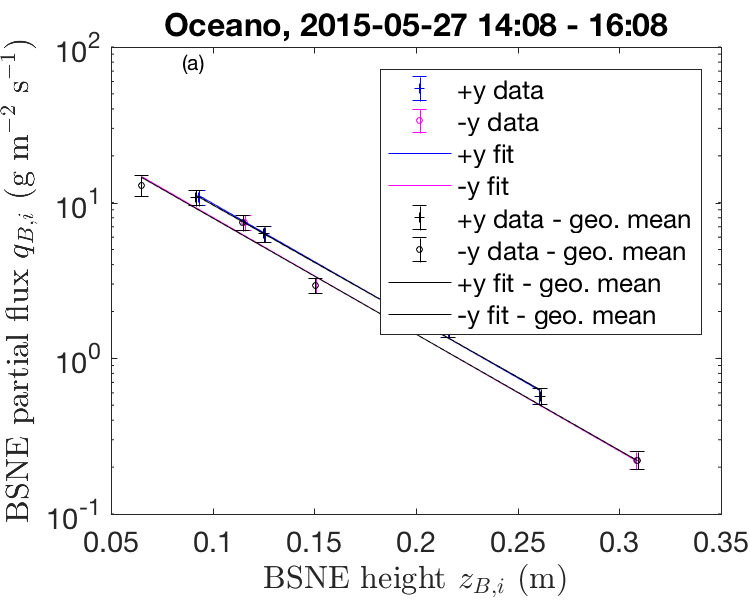 Oceano, 2015-05-27 14:08 - 16:08
(a)
BSNE partial flux q_{B,i} (g m^{-2} s^{-1})
10^2
10^1
10^0
10^{-1}
+y data
-y data
+y fit
-y fit
+y data - geo. mean
-y data - geo. mean
+y fit - geo. mean
-y fit - geo. mean
0.05 0.1 0.15 0.2 0.25 0.3 0.35
BSNE height z_{B,i} (m)